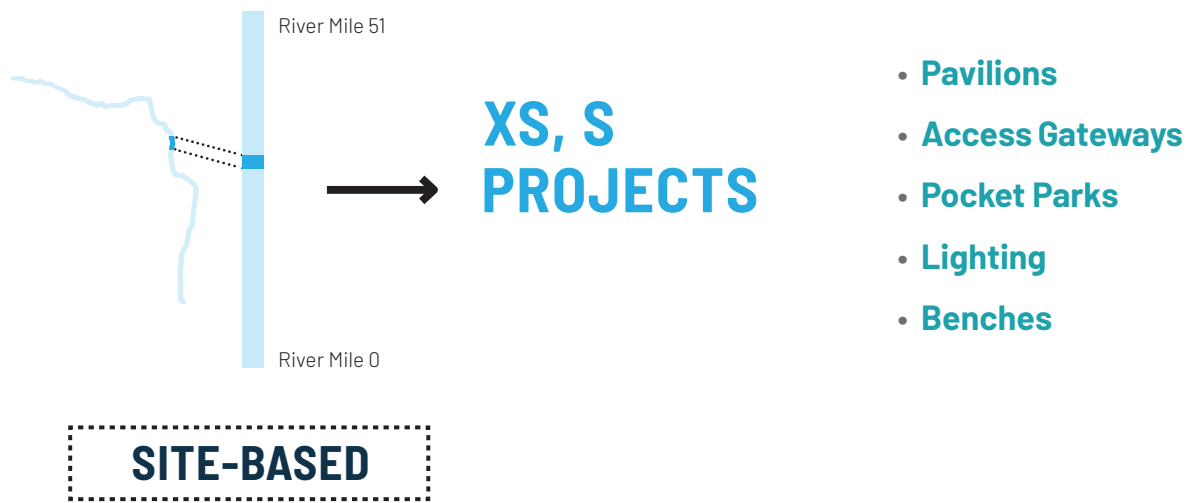 River Mile 51
XS, S
PROJECTS
• Pavilions
• Access Gateways
• Pocket Parks
• Lighting
• Benches
River Mile 0
SITE-BASED